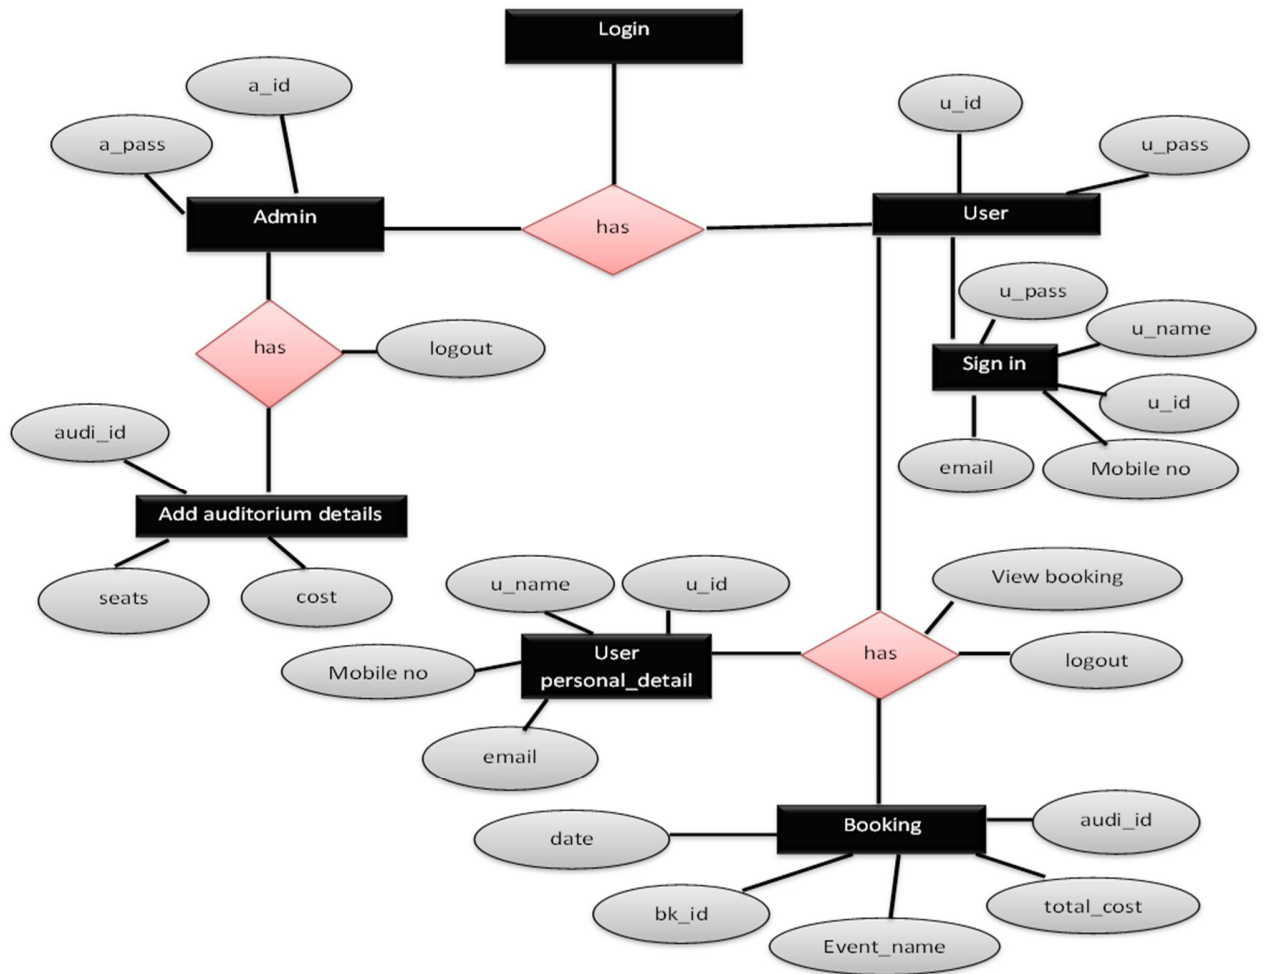 Login
a_id
u_id
a_pass
u_pass
Admin
has
User
u_pass
u_name
has
logout
Sign in
u_id
audi_id
email
Mobile no
Add auditorium details
seats
cost
u_name
u_id
View booking
User
personal_detail
has
logout
Mobile no
email
Booking
audi_id
date
bk_id
total_cost
Event_name